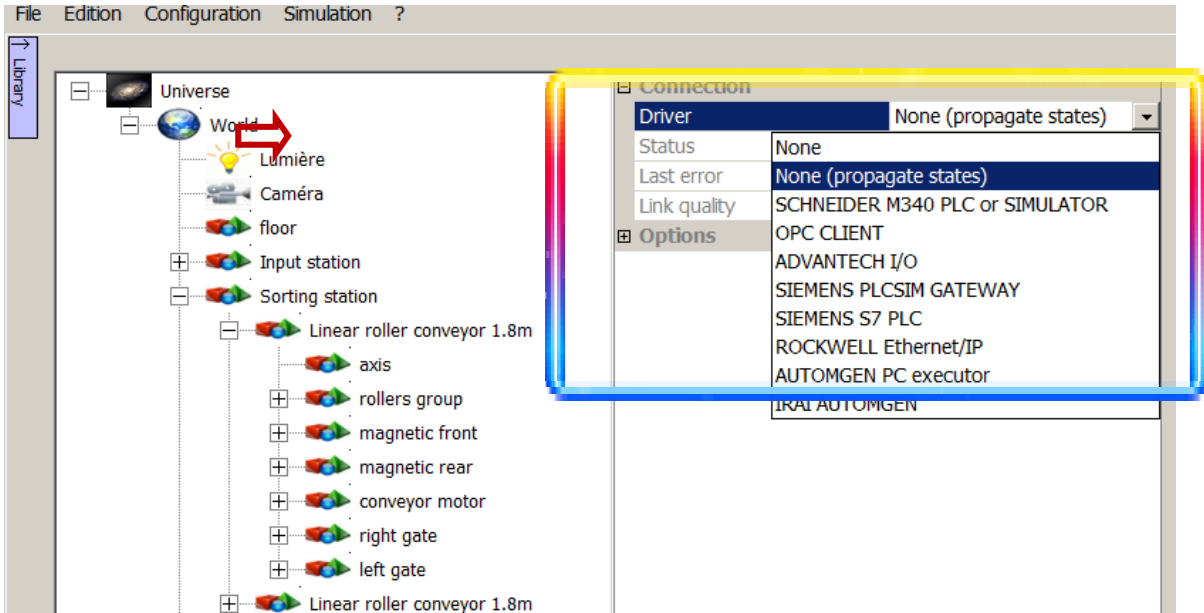 File Edition Configuration Simulation ?
↑ Library
Universe
World
Lumière
Caméra
floor
Input station
Sorting station
Linear roller conveyor 1.8m
axis
rollers group
magnetic front
magnetic rear
conveyor motor
right gate
left gate
Linear roller conveyor 1.8m
Connection
Driver None (propagate states)
Status
Last error
Link quality
Options
None
None (propagate states)
SCHNEIDER M340 PLC or SIMULATOR
OPC CLIENT
ADVANTECH I/O
SIEMENS PLCSIM GATEWAY
SIEMENS S7 PLC
ROCKWELL Ethernet/IP
AUTOMGEN PC executor
IRAI AUTOMGEN